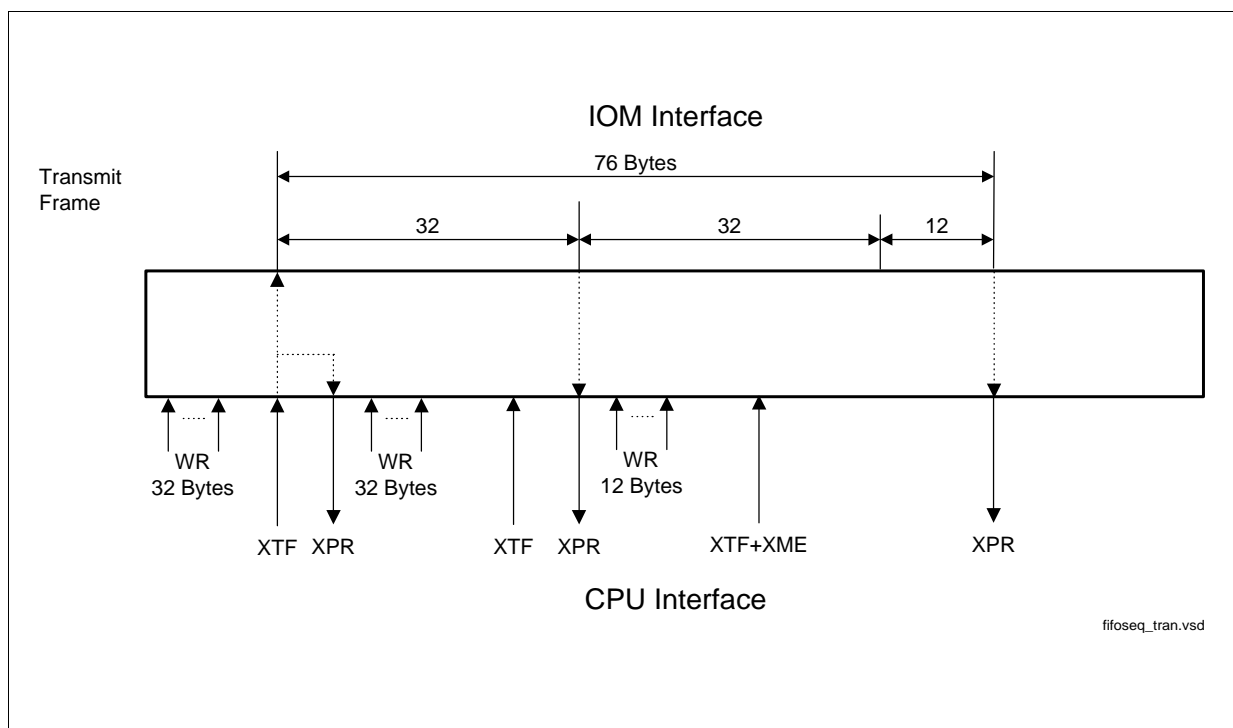 IOM Interface
Transmit
Frame
76 Bytes
32
32
12
.....
.....
.....
WR
32 Bytes
WR
32 Bytes
WR
12 Bytes
XTF
XPR
XTF
XPR
XTF+XME
XPR
CPU Interface
fifoseq_tran.vsd